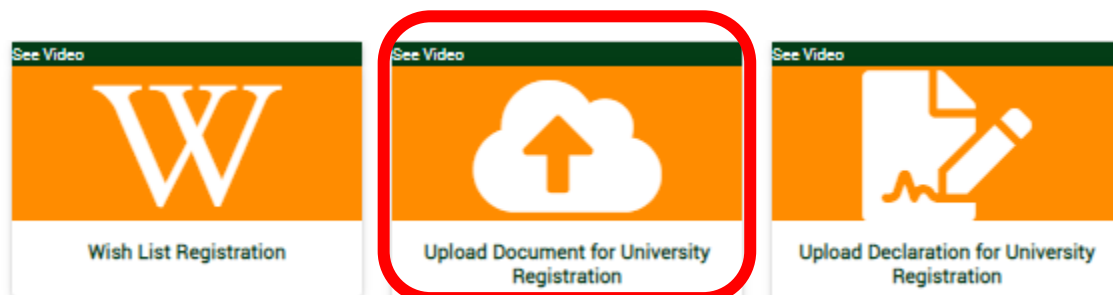 See Video
See Video
See Video
W
Wish List Registration
Upload Document for University
Registration
Upload Declaration for University
Registration